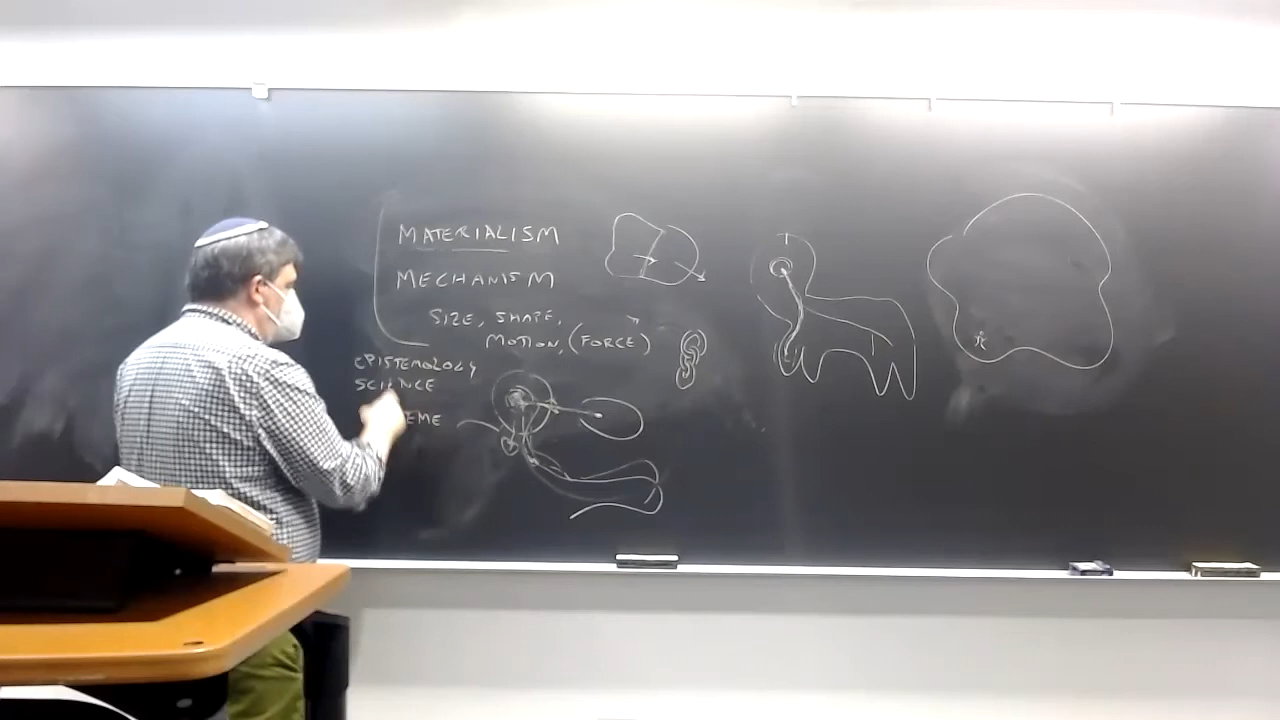 MATERIALISM
MECHANISM
SIZE, SHAPE,
MOTION, (FORCE)
EPISTEMOLOGY
SCIENCE